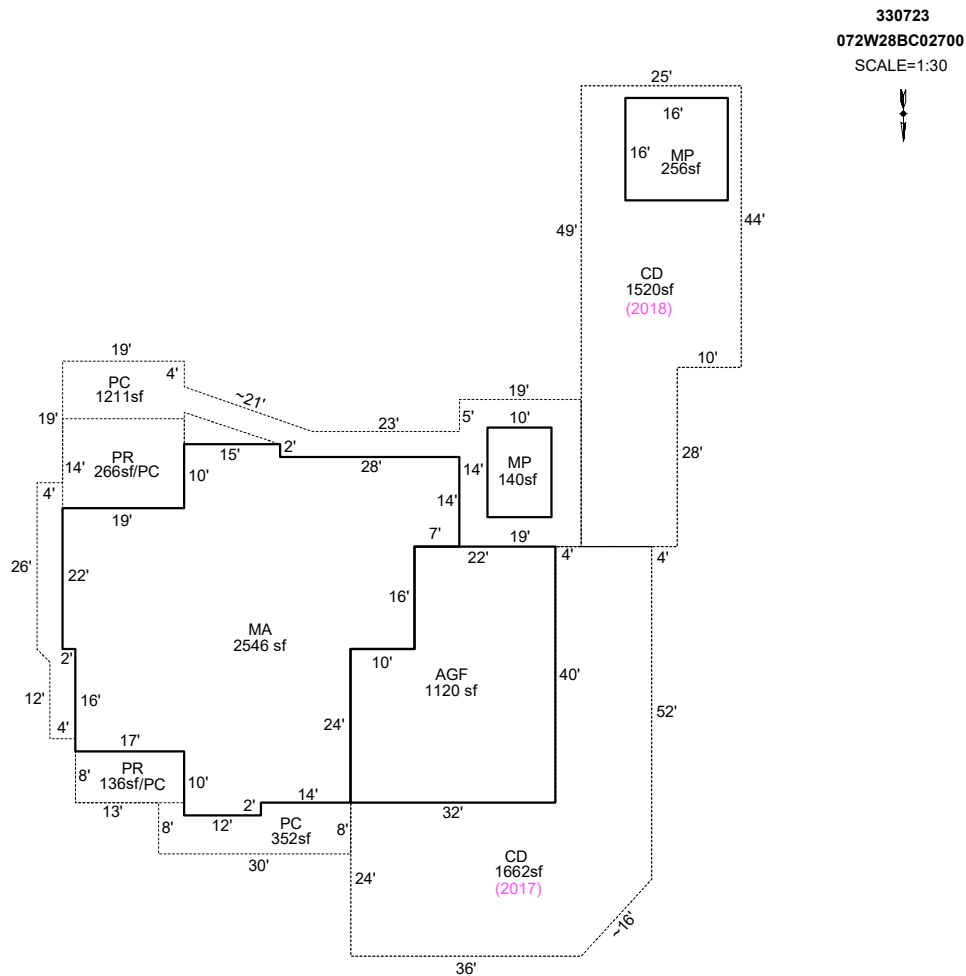 330723
072W28BC02700
SCALE=1:30
N
25'
16'
16'
MP
256sf
49'
44'
CD
1520sf
(2018)
10'
28'
19'
4'
PC
1211sf
~21'
19'
23'
5'
19'
10'
19'
14'
PR
266sf/PC
15'
10'
2'
28'
14'
MP
140sf
4'
19'
14'
7'
19'
22'
4'
4'
26'
22'
16'
MA
2546 sf
2'
10'
AGF
1120 sf
40'
12'
16'
4'
24'
52'
17'
8'
PR
136sf/PC
10'
13'
8'
12'
2'
14'
PC
352sf
8'
32'
30'
24'
CD
1662sf
(2017)
~16'
36'